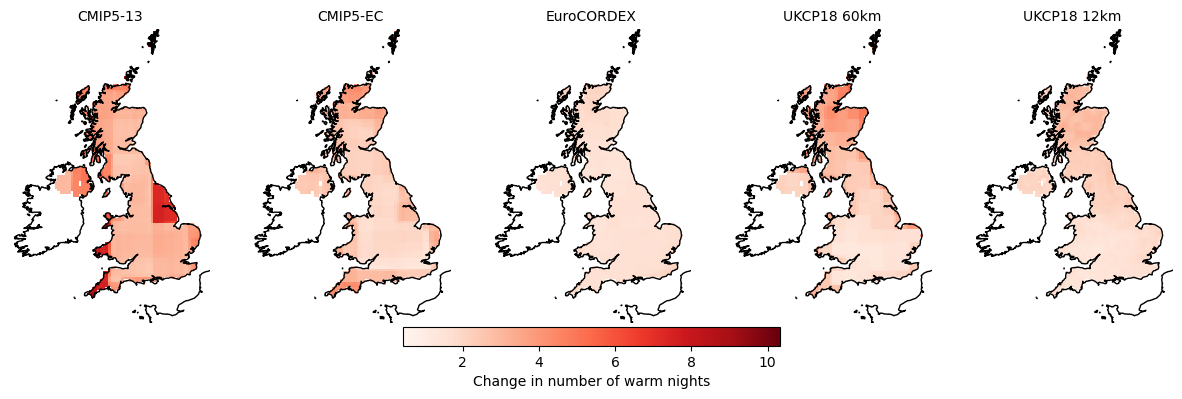 CMIP5-13
CMIP5-EC
EuroCORDEX
UKCP18 60km
UKCP18 12km
2
4
6
8
10
Change in number of warm nights